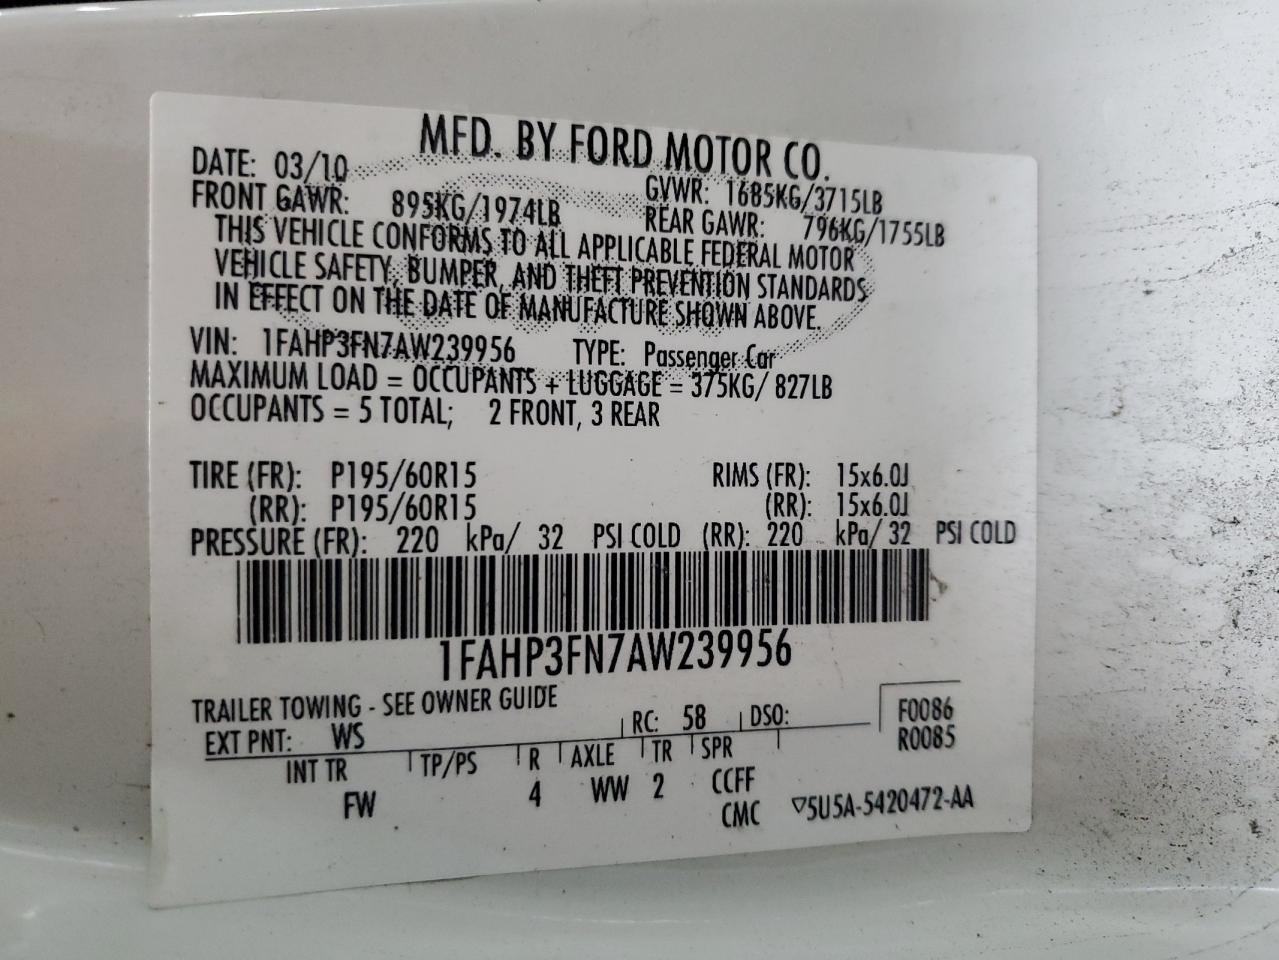 MFD. BY FORD MOTOR CO.
DATE: 03/10 GVWR: 1685KG/3715LB
FRONT GAWR: 895KG/1974LB REAR GAWR: 796KG/1755LB
THIS VEHICLE CONFORMS TO ALL APPLICABLE FEDERAL MOTOR
VEHICLE SAFETY, BUMPER, AND THEFT PREVENTION STANDARDS
IN EFFECT ON THE DATE OF MANUFACTURE SHOWN ABOVE.
VIN: 1FAHP3FN7AW239956 TYPE: Passenger Car
MAXIMUM LOAD = OCCUPANTS + LUGGAGE = 375KG/ 827LB
OCCUPANTS = 5 TOTAL; 2 FRONT, 3 REAR
TIRE (FR): P195/60R15 RIMS (FR): 15x6.0J
(RR): P195/60R15 (RR): 15x6.0J
PRESSURE (FR): 220 kPa/ 32 PSI COLD (RR): 220 kPa/ 32 PSI COLD
1FAHP3FN7AW239956
TRAILER TOWING - SEE OWNER GUIDE
EXT PNT: WS RC: 58 DSO: F0086
R0085
INT TR TP/PS R AXLE TR SPR
FW 4 WW 2 CCFF
CMC ▽5U5A-5420472-AA